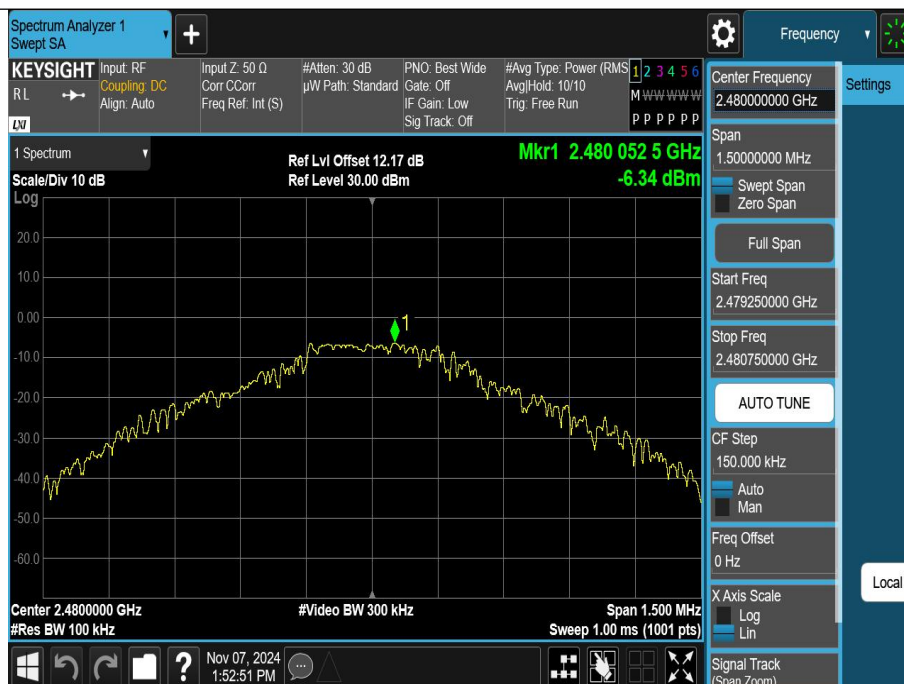 Spectrum Analyzer 1
Swept SA
Frequency
KEYSIGHT
R L
LXI
Input: RF
Coupling: DC
Align: Auto
Input Z: 50 Ω
Corr CCorr
Freq Ref: Int (S)
#Atten: 30 dB
µW Path: Standard
PNO: Best Wide
Gate: Off
IF Gain: Low
Sig Track: Off
#Avg Type: Power (RMS
Avg|Hold: 10/10
Trig: Free Run
1 2 3 4 5 6
M W W W W W
P P P P P P
Center Frequency
2.480000000 GHz
Settings
Span
1.50000000 MHz
Swept Span
Zero Span
Full Span
Start Freq
2.479250000 GHz
Stop Freq
2.480750000 GHz
AUTO TUNE
CF Step
150.000 kHz
Auto
Man
Freq Offset
0 Hz
X Axis Scale
Log
Lin
Signal Track
(Span Zoom)
Local
1 Spectrum
Scale/Div 10 dB
Log
Ref Lvl Offset 12.17 dB
Ref Level 30.00 dBm
Mkr1 2.480 052 5 GHz
-6.34 dBm
1
20.0
10.0
0.00
-10.0
-20.0
-30.0
-40.0
-50.0
-60.0
Center 2.4800000 GHz
#Video BW 300 kHz
Span 1.500 MHz
#Res BW 100 kHz
Sweep 1.00 ms (1001 pts)
?
Nov 07, 2024
1:52:51 PM